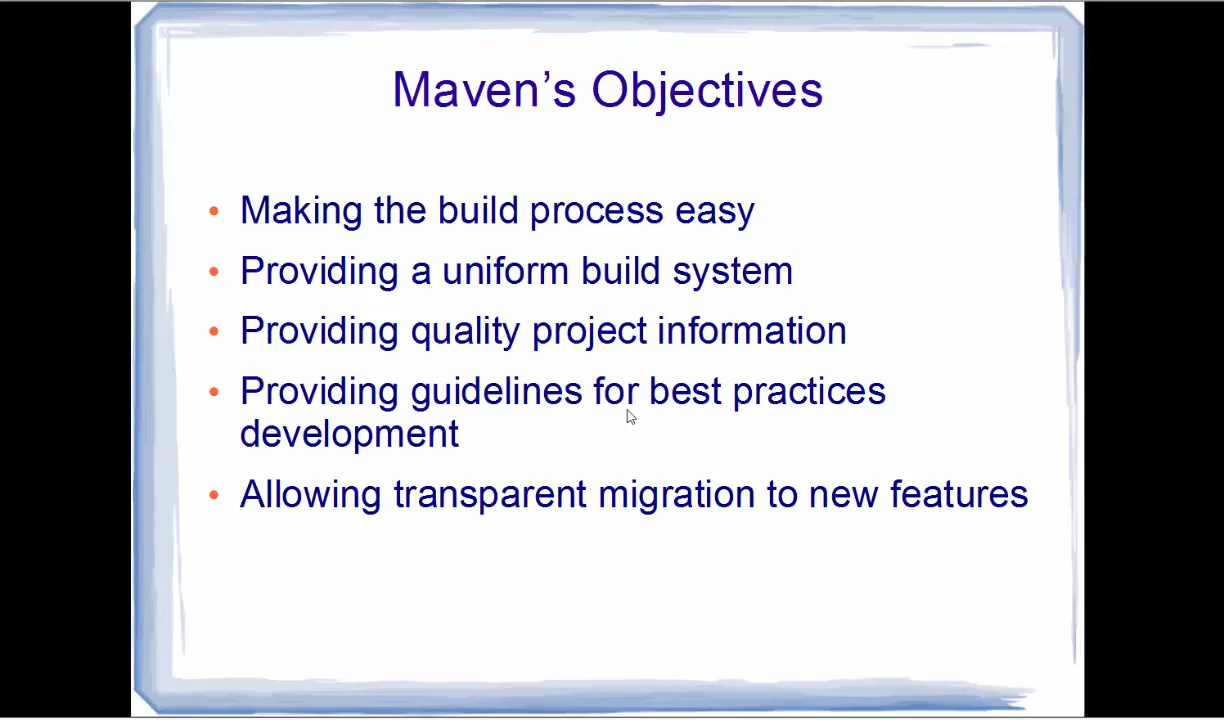 Maven’s Objectives
• Making the build process easy
• Providing a uniform build system
• Providing quality project information
• Providing guidelines for best practices
development
• Allowing transparent migration to new features